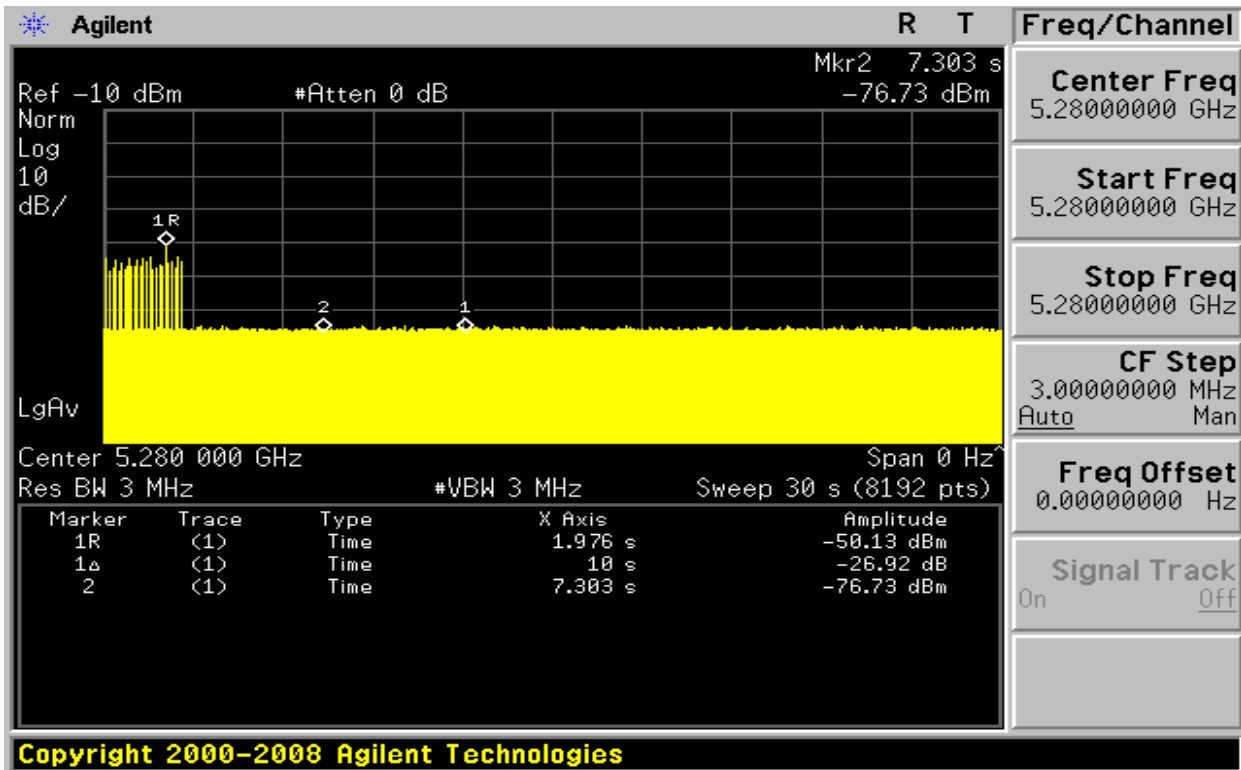 Agilent R T Freq/Channel
Mkr2 7.303 s
Ref -10 dBm #Atten 0 dB -76.73 dBm
Norm
Log
10
dB/
1R
2
1
LgAv
Center 5.280 000 GHz Span 0 Hz^
Res BW 3 MHz #VBW 3 MHz Sweep 30 s (8192 pts)
Marker Trace Type X Axis Amplitude
1R (1) Time 1.976 s -50.13 dBm
1Δ (1) Time 10 s -26.92 dB
2 (1) Time 7.303 s -76.73 dBm
Center Freq
5.28000000 GHz
Start Freq
5.28000000 GHz
Stop Freq
5.28000000 GHz
CF Step
3.00000000 MHz
Auto Man
Freq Offset
0.00000000 Hz
Signal Track
On Off
Copyright 2000-2008 Agilent Technologies